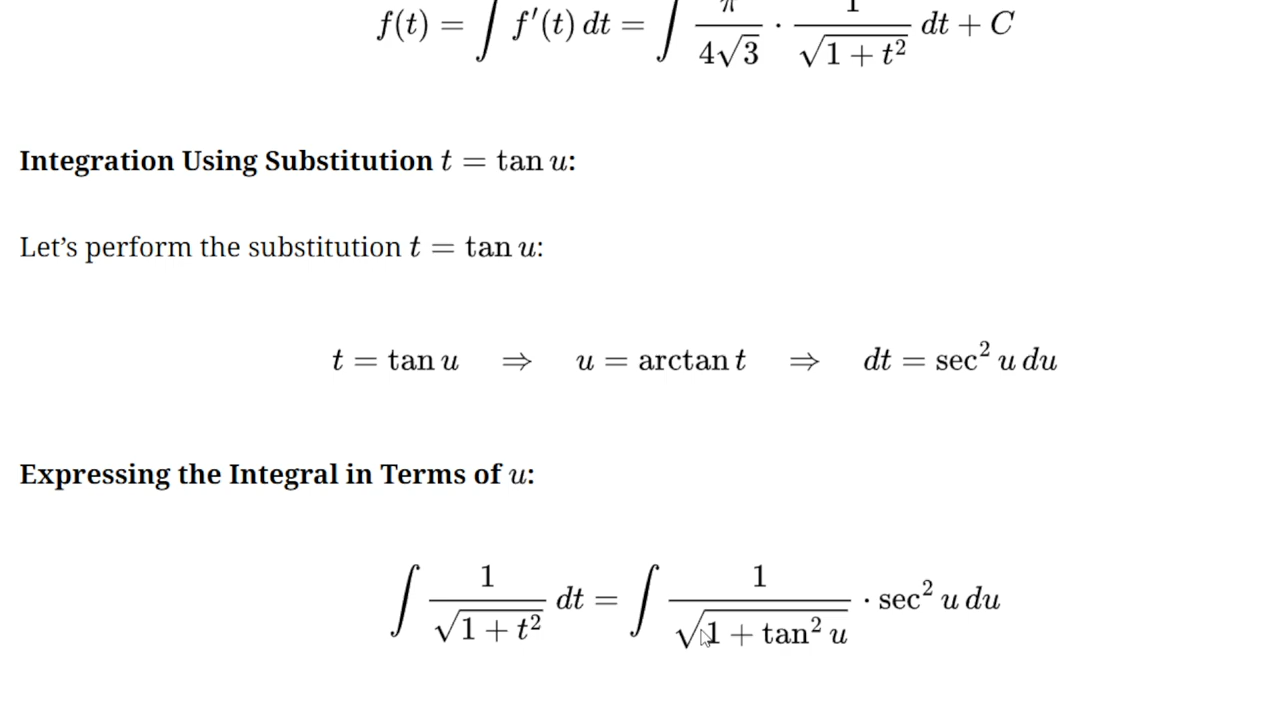 f(t) = ∫ f′(t) dt = ∫ π/(4√3) · 1/√(1 + t²) dt + C
Integration Using Substitution t = tan u:
Let’s perform the substitution t = tan u:
t = tan u ⇒ u = arctan t ⇒ dt = sec² u du
Expressing the Integral in Terms of u:
∫ 1/√(1 + t²) dt = ∫ 1/√(1 + tan² u) · sec² u du